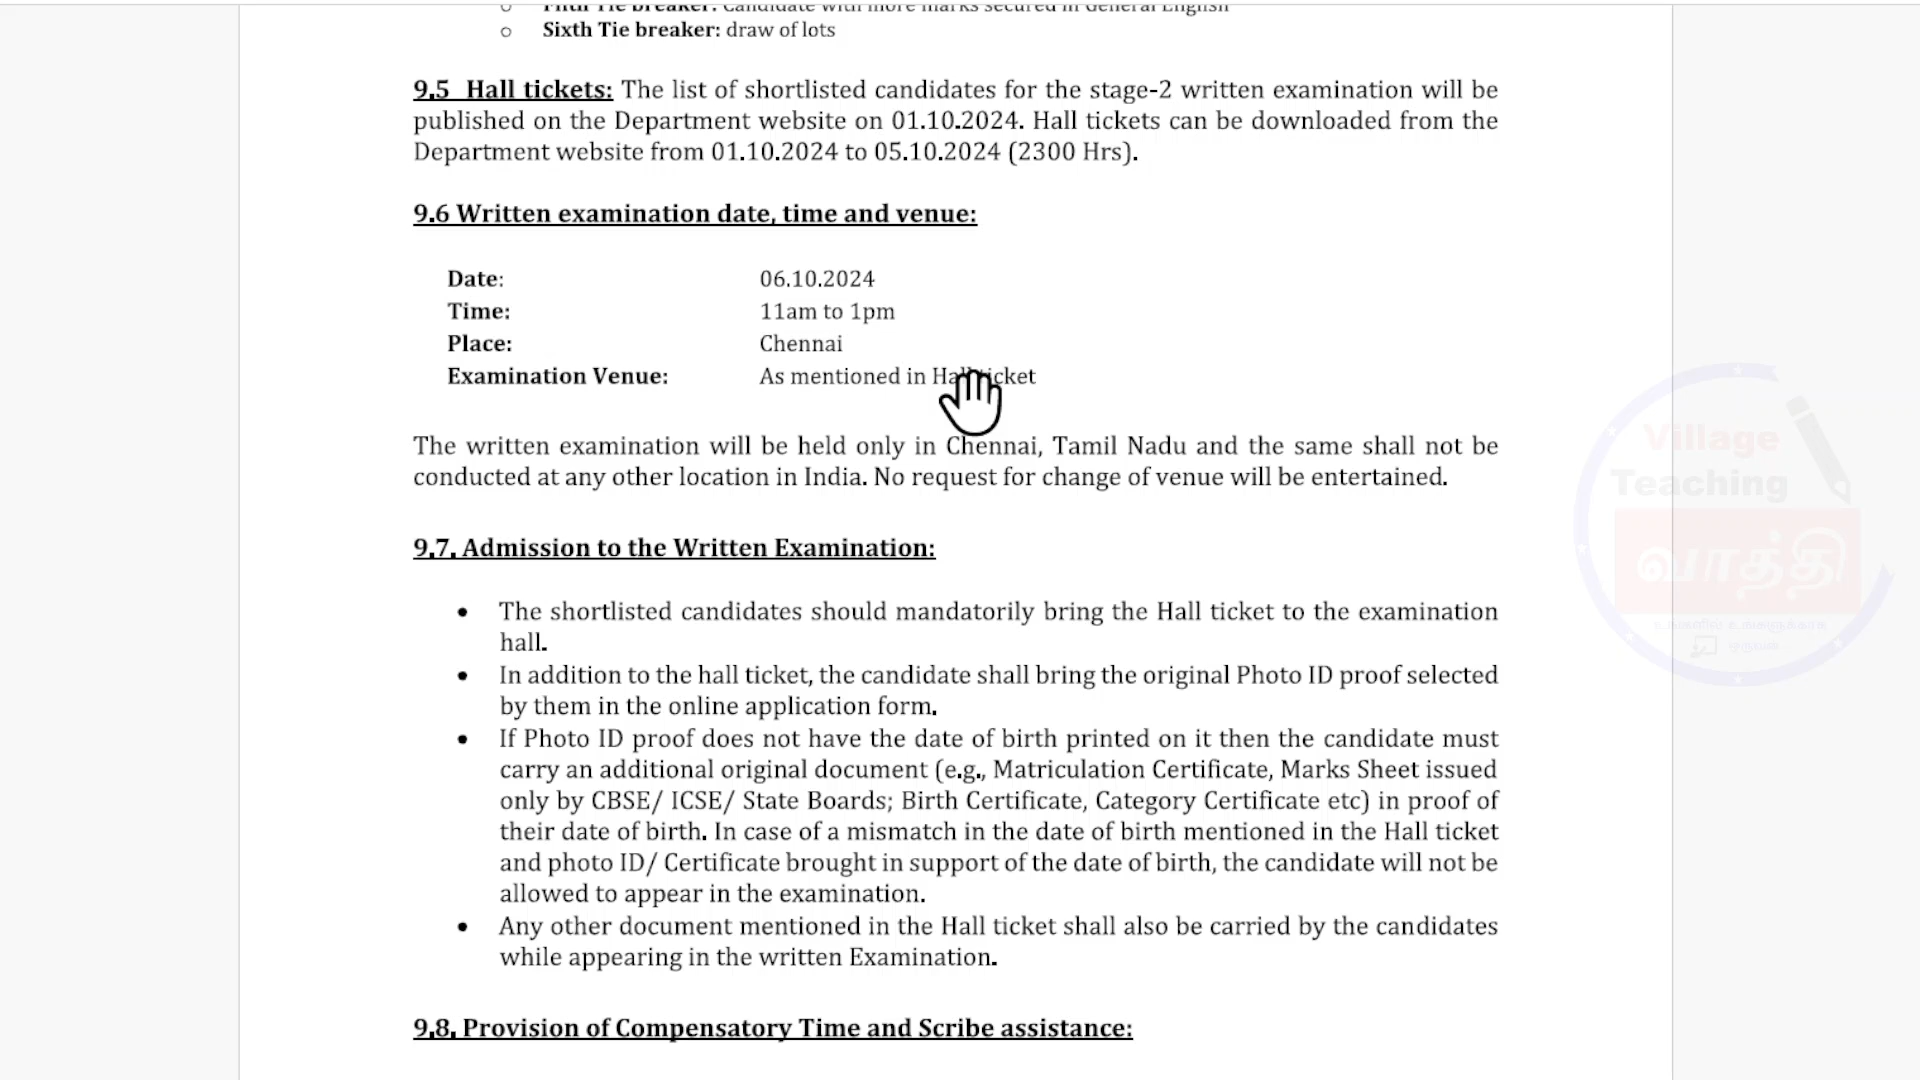 Fifth Tie breaker: Candidate with more marks secured in General English
o Sixth Tie breaker: draw of lots
9.5 Hall tickets: The list of shortlisted candidates for the stage-2 written examination will be
published on the Department website on 01.10.2024. Hall tickets can be downloaded from the
Department website from 01.10.2024 to 05.10.2024 (2300 Hrs).
9.6 Written examination date, time and venue:
Date: 06.10.2024
Time: 11am to 1pm
Place: Chennai
Examination Venue: As mentioned in Hall ticket
The written examination will be held only in Chennai, Tamil Nadu and the same shall not be
conducted at any other location in India. No request for change of venue will be entertained.
9.7. Admission to the Written Examination:
• The shortlisted candidates should mandatorily bring the Hall ticket to the examination
hall.
• In addition to the hall ticket, the candidate shall bring the original Photo ID proof selected
by them in the online application form.
• If Photo ID proof does not have the date of birth printed on it then the candidate must
carry an additional original document (e.g., Matriculation Certificate, Marks Sheet issued
only by CBSE/ ICSE/ State Boards; Birth Certificate, Category Certificate etc) in proof of
their date of birth. In case of a mismatch in the date of birth mentioned in the Hall ticket
and photo ID/ Certificate brought in support of the date of birth, the candidate will not be
allowed to appear in the examination.
• Any other document mentioned in the Hall ticket shall also be carried by the candidates
while appearing in the written Examination.
9.8. Provision of Compensatory Time and Scribe assistance:
Village
Teaching
வாத்தி